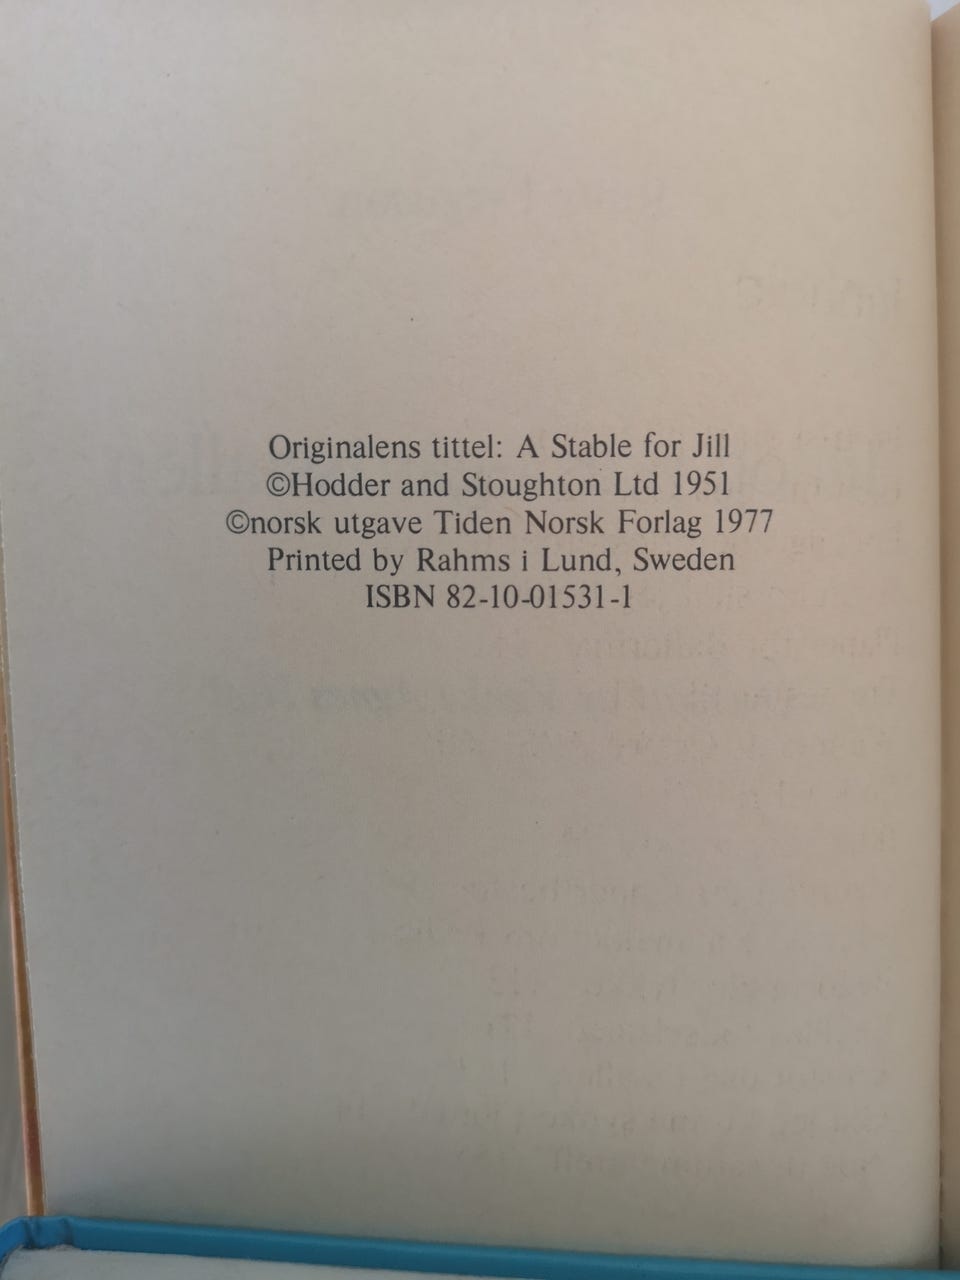 Originalens tittel: A Stable for Jill
©Hodder and Stoughton Ltd 1951
©norsk utgave Tiden Norsk Forlag 1977
Printed by Rahms i Lund, Sweden
ISBN 82-10-01531-1